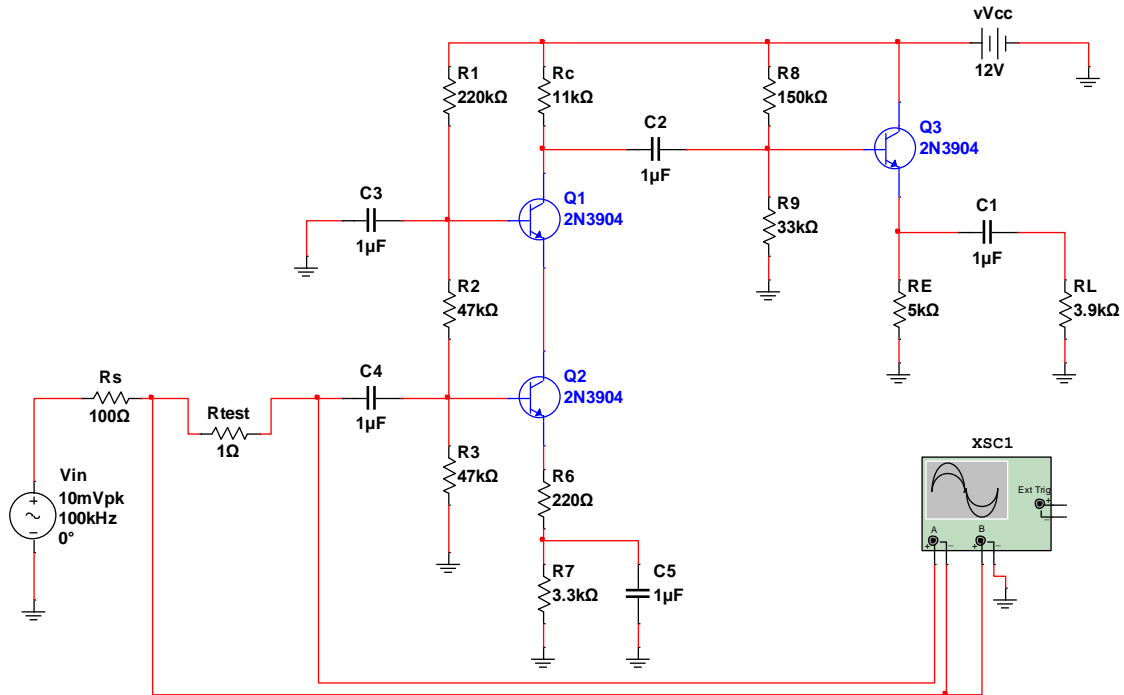 vVcc
12V
R1
220kΩ
Rc
11kΩ
R8
150kΩ
C2
1µF
Q3
2N3904
C3
1µF
Q1
2N3904
R9
33kΩ
C1
1µF
R2
47kΩ
RE
5kΩ
RL
3.9kΩ
Rs
100Ω
Rtest
1Ω
C4
1µF
Q2
2N3904
Vin
10mVpk
100kHz
0°
R3
47kΩ
R6
220Ω
R7
3.3kΩ
C5
1µF
XSC1
Ext Trig
A
B